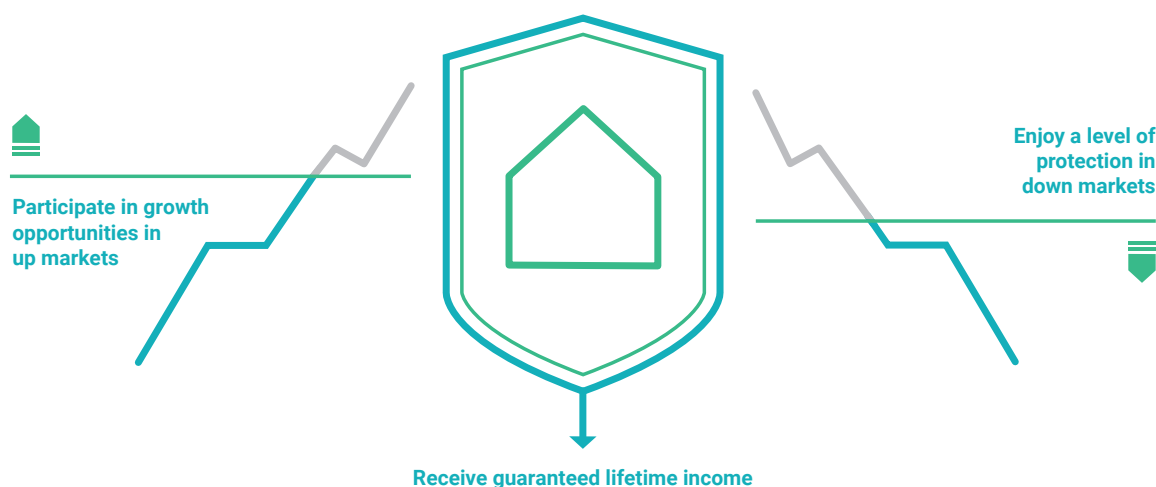 Participate in growth
opportunities in
up markets
Enjoy a level of
protection in
down markets
Receive guaranteed lifetime income